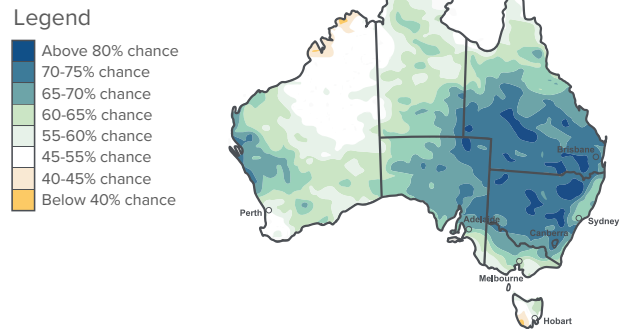 Legend
Above 80% chance
70-75% chance
65-70% chance
60-65% chance
55-60% chance
45-55% chance
40-45% chance
Below 40% chance
Brisbane
Perth
Adelaide
Sydney
Canberra
Melbourne
Hobart